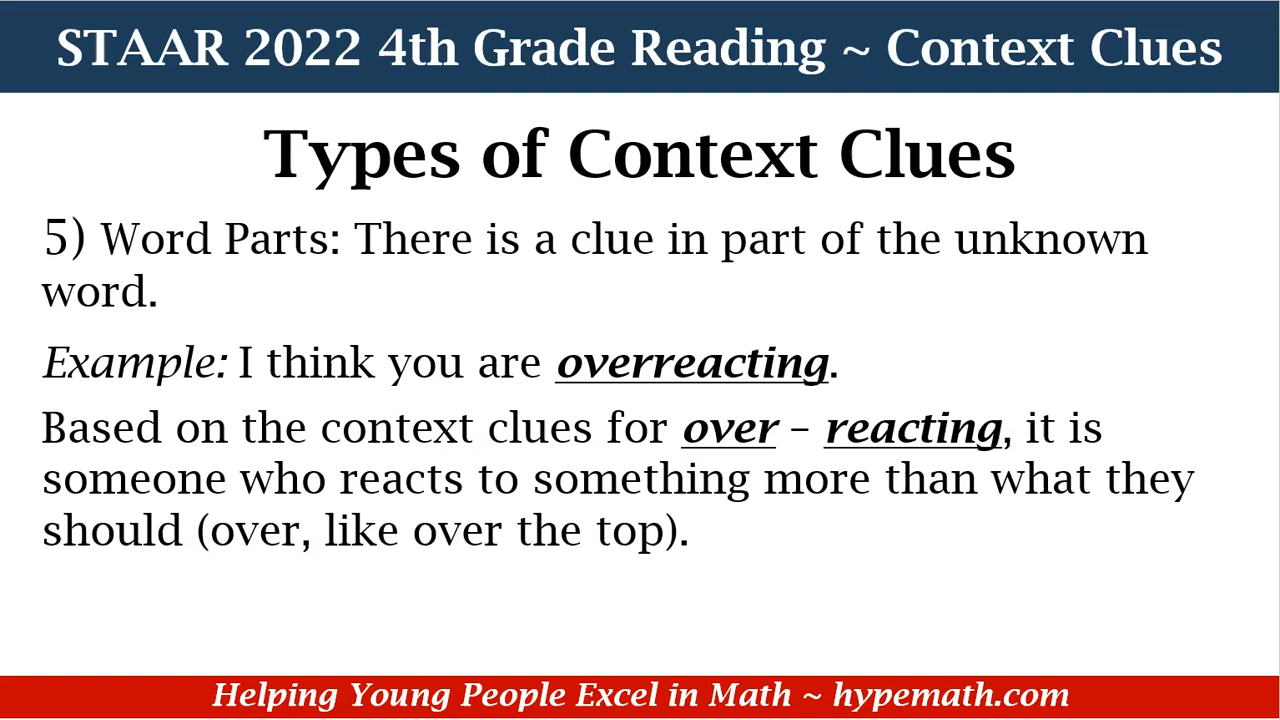 STAAR 2022 4th Grade Reading ~ Context Clues
Types of Context Clues
5) Word Parts: There is a clue in part of the unknown
word.
Example: I think you are overreacting.
Based on the context clues for over – reacting, it is
someone who reacts to something more than what they
should (over, like over the top).
Helping Young People Excel in Math ~ hypemath.com